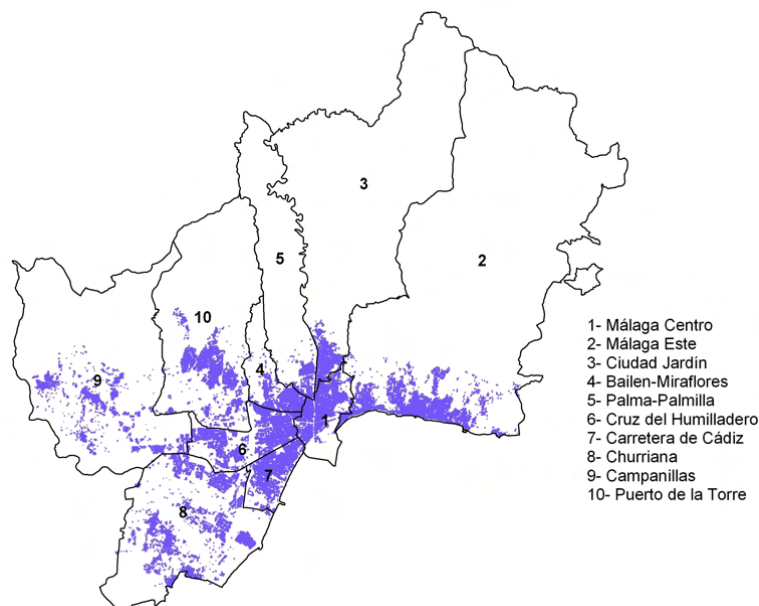 3
5
2
10
4
9
1
6
7
8
1- Málaga Centro
2- Málaga Este
3- Ciudad Jardín
4- Bailen-Miraflores
5- Palma-Palmilla
6- Cruz del Humilladero
7- Carretera de Cádiz
8- Churriana
9- Campanillas
10- Puerto de la Torre